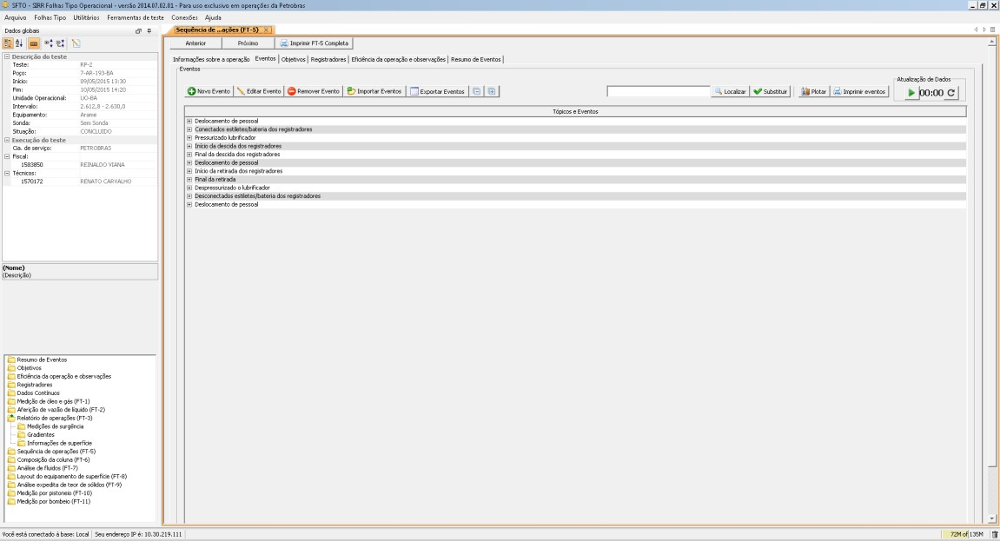 SFTO - SIRR Folhas Tipo Operacional - versão 2014.07.02.01 - Para uso exclusivo em operações da Petrobras
Arquivo Folhas Tipo Utilitários Ferramentas de teste Conexões Ajuda
Dados globais
Descrição do teste
Teste: RP-2
Poço: 7-AR-193-BA
Início: 09/05/2015 13:30
Fim: 10/05/2015 14:20
Unidade Operacional: UO-BA
Intervalo: 2.612,8 - 2.630,0
Equipamento: Arame
Sonda: Sem Sonda
Situação: CONCLUIDO
Execução do teste
Cia. de serviço: PETROBRAS
Fiscal:
1583850 REINALDO VIANA
Técnicos:
1570172 RENATO CARVALHO
(Nome)
(Descrição)
Resumo de Eventos
Objetivos
Eficiência da operação e observações
Registradores
Dados Contínuos
Medição de óleo e gás (FT-1)
Aferição de vazão de líquido (FT-2)
Relatório de operações (FT-3)
Medições de surgência
Gradientes
Informações de superfície
Sequência de operações (FT-5)
Composição da coluna (FT-6)
Análise de fluidos (FT-7)
Layout do equipamento de superfície (FT-8)
Análise expedita de teor de sólidos (FT-9)
Medição por pistoneio (FT-10)
Medição por bombeio (FT-11)
Sequência de ...ações (FT-5)
Anterior Próximo Imprimir FT-5 Completa
Informações sobre a operação Eventos Objetivos Registradores Eficiência da operação e observações Resumo de Eventos
Eventos
Novo Evento Editar Evento Remover Evento Importar Eventos Exportar Eventos Localizar Substituir Plotar Imprimir eventos
Atualização de Dados
00:00
Tópicos e Eventos
Deslocamento de pessoal
Conectados estiletes/bateria dos registradores
Pressurizado lubrificador
Início da descida dos registradores
Final da descida dos registradores
Deslocamento de pessoal
Início da retirada dos registradores
Final da retirada
Despressurizado o lubrificador
Desconectados estiletes/bateria dos registradores
Deslocamento de pessoal
Você está conectado à base: Local Seu endereço IP é: 10.30.219.111
72M of 135M